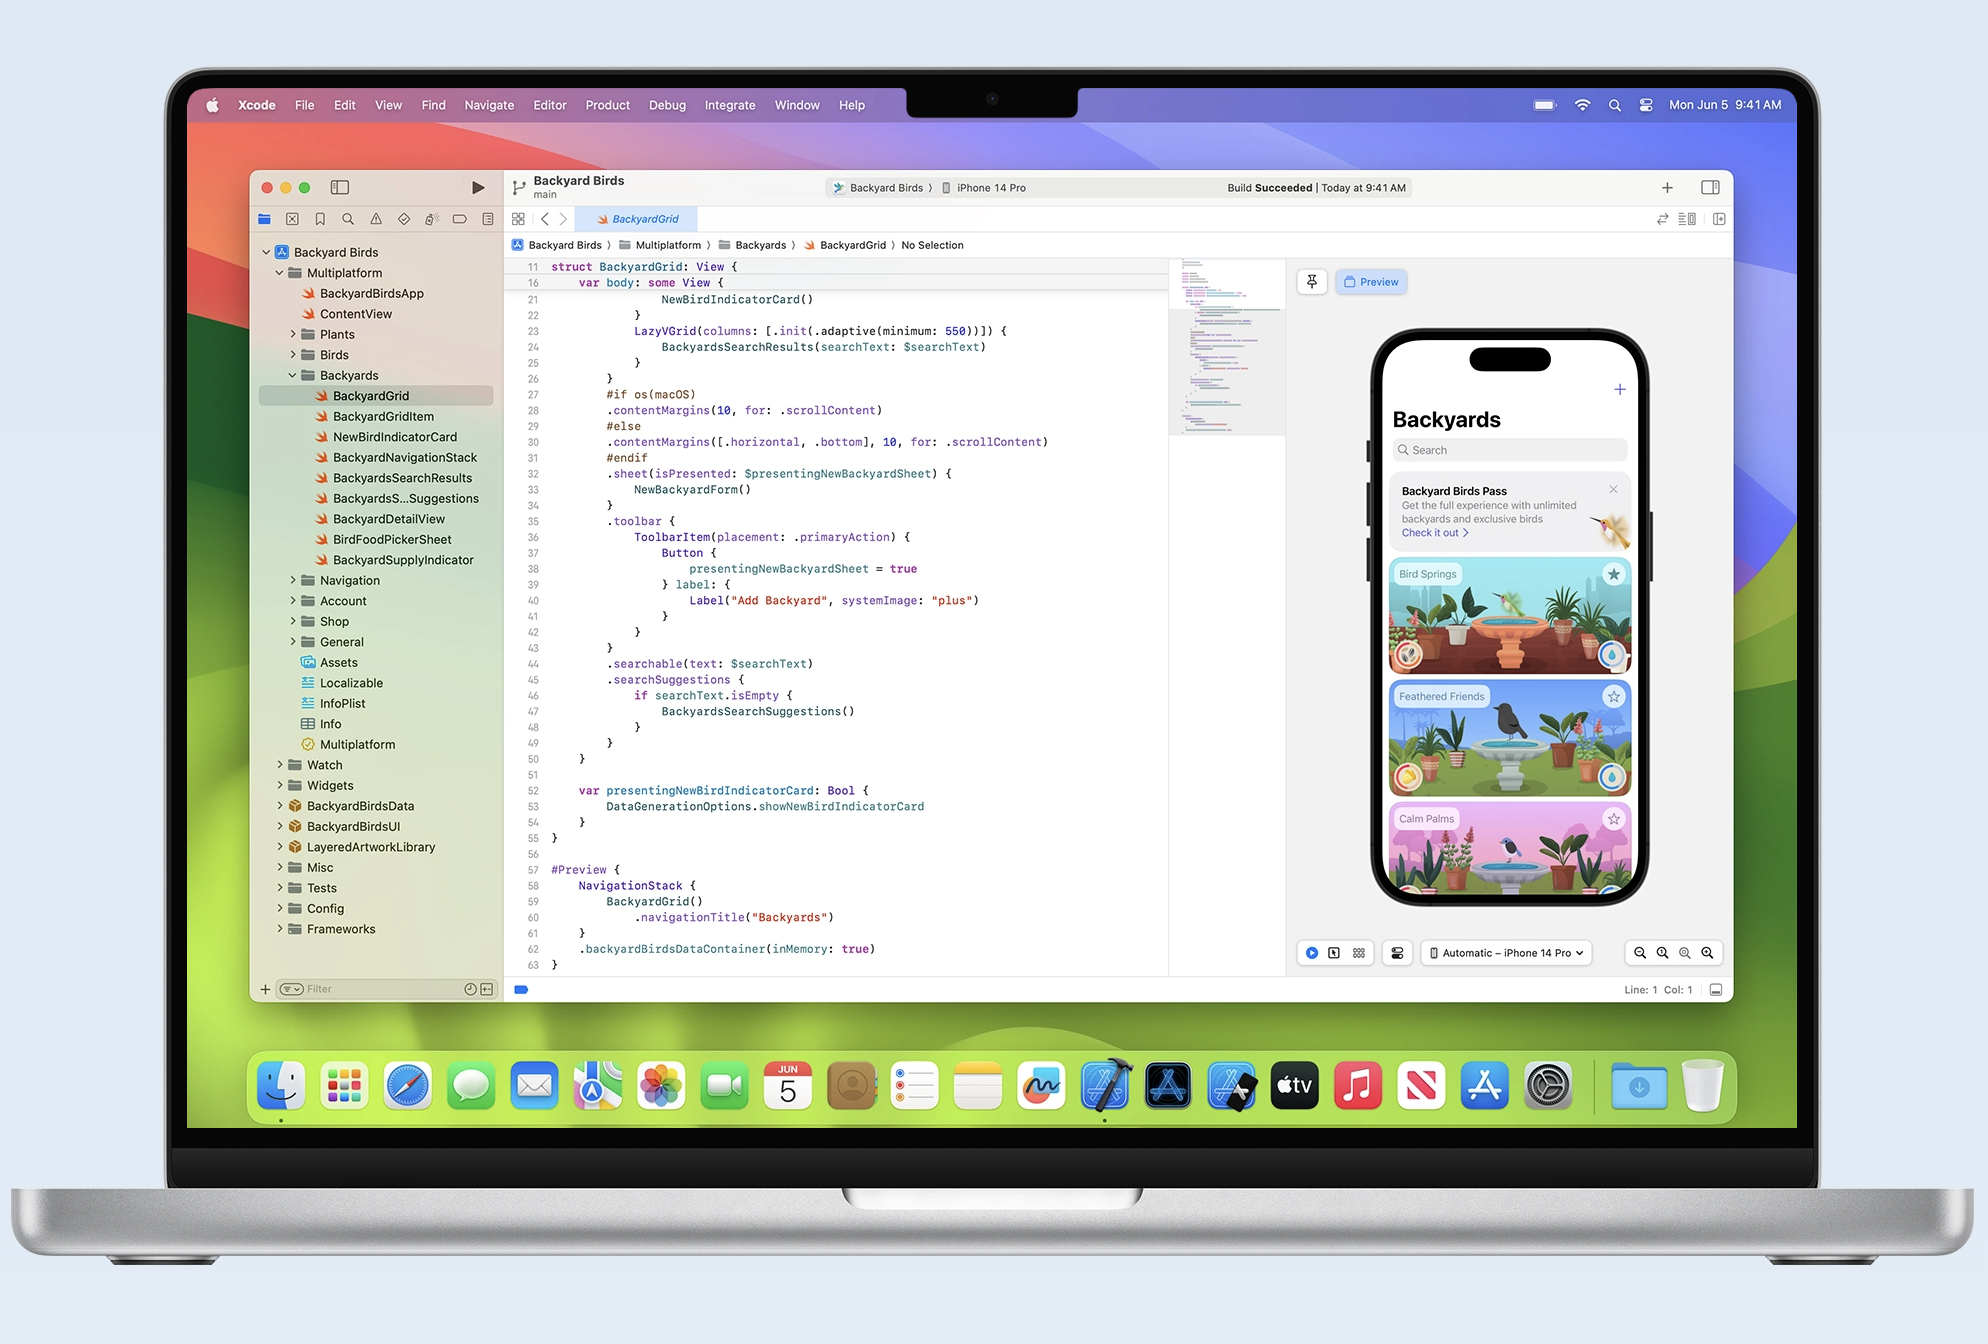 Xcode File Edit View Find Navigate Editor Product Debug Integrate Window Help
Mon Jun 5 9:41 AM
Backyard Birds
main
Backyard Birds 〉 iPhone 14 Pro
Build Succeeded | Today at 9:41 AM
BackyardGrid
Backyard Birds 〉 Multiplatform 〉 Backyards 〉 BackyardGrid 〉 No Selection
Backyard Birds
Multiplatform
BackyardBirdsApp
ContentView
Plants
Birds
Backyards
BackyardGrid
BackyardGridItem
NewBirdIndicatorCard
BackyardNavigationStack
BackyardsSearchResults
BackyardsS...Suggestions
BackyardDetailView
BirdFoodPickerSheet
BackyardSupplyIndicator
Navigation
Account
Shop
General
Assets
Localizable
InfoPlist
Info
Multiplatform
Watch
Widgets
BackyardBirdsData
BackyardBirdsUI
LayeredArtworkLibrary
Misc
Tests
Config
Frameworks
Filter
11 struct BackyardGrid: View {
16 var body: some View {
21 NewBirdIndicatorCard()
22 }
23 LazyVGrid(columns: [.init(.adaptive(minimum: 550))]) {
24 BackyardsSearchResults(searchText: $searchText)
25 }
26 }
27 #if os(macOS)
28 .contentMargins(10, for: .scrollContent)
29 #else
30 .contentMargins([.horizontal, .bottom], 10, for: .scrollContent)
31 #endif
32 .sheet(isPresented: $presentingNewBackyardSheet) {
33 NewBackyardForm()
34 }
35 .toolbar {
36 ToolbarItem(placement: .primaryAction) {
37 Button {
38 presentingNewBackyardSheet = true
39 } label: {
40 Label("Add Backyard", systemImage: "plus")
41 }
42 }
43 }
44 .searchable(text: $searchText)
45 .searchSuggestions {
46 if searchText.isEmpty {
47 BackyardsSearchSuggestions()
48 }
49 }
50 }
51
52 var presentingNewBirdIndicatorCard: Bool {
53 DataGenerationOptions.showNewBirdIndicatorCard
54 }
55 }
56
57 #Preview {
58 NavigationStack {
59 BackyardGrid()
60 .navigationTitle("Backyards")
61 }
62 .backyardBirdsDataContainer(inMemory: true)
63 }
Preview
Backyards
Search
Backyard Birds Pass
Get the full experience with unlimited
backyards and exclusive birds
Check it out >
Bird Springs
Feathered Friends
Calm Palms
Automatic – iPhone 14 Pro
Line: 1 Col: 1
JUN
5
tv